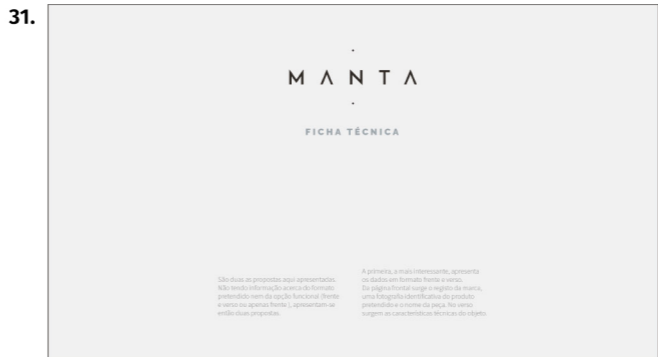 31.
MANTA
FICHA TÉCNICA
São duas as propostas aqui apresentadas.
Não tendo informação acerca do formato
pretendido nem da opção funcional (frente
e verso ou apenas frente ), apresentam-se
então duas propostas.
A primeira, a mais interessante, apresenta
os dados em formato frente e verso.
Da página frontal surge o registo da marca,
uma fotografia identificativa do produto
pretendido e o nome da peça. No verso
surgem as características técnicas do objeto.